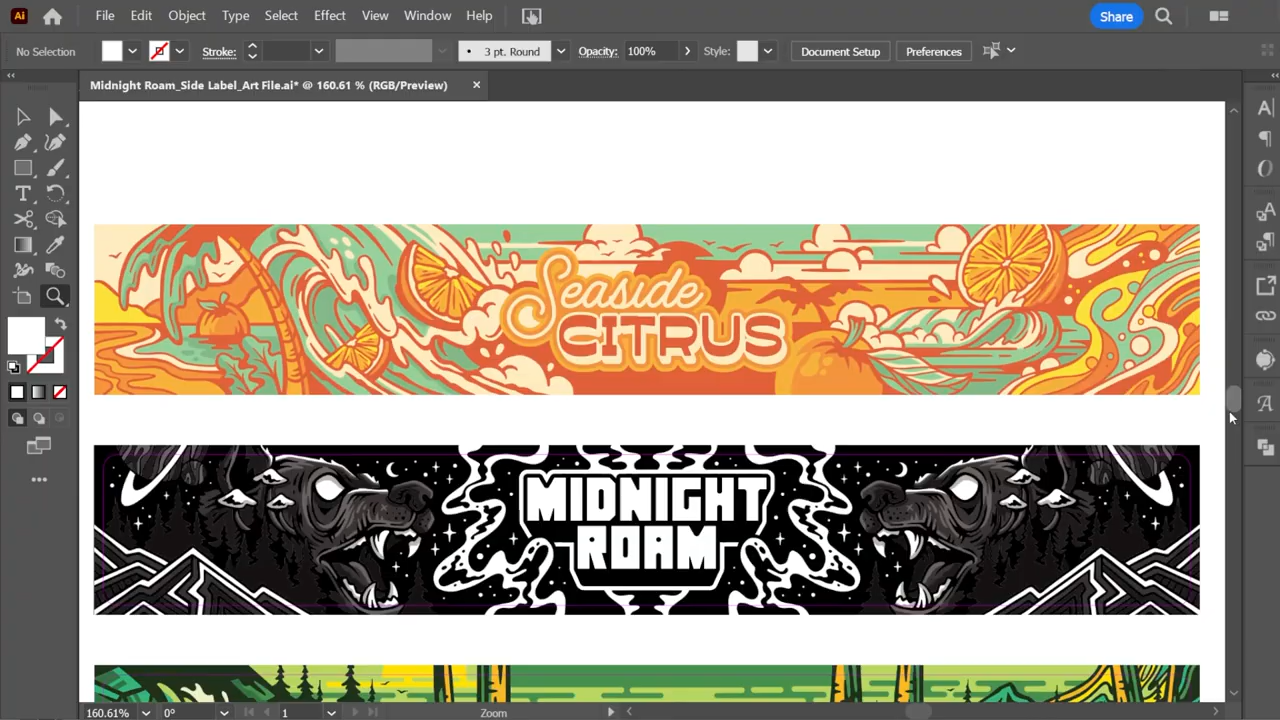 Ai File Edit Object Type Select Effect View Window Help Share
No Selection Stroke: 3 pt. Round Opacity: 100% Style: Document Setup Preferences
Midnight Roam_Side Label_Art File.ai* @ 160.61 % (RGB/Preview)
Seaside
CITRUS
MIDNIGHT
ROAM
160.61% 0° 1 Zoom